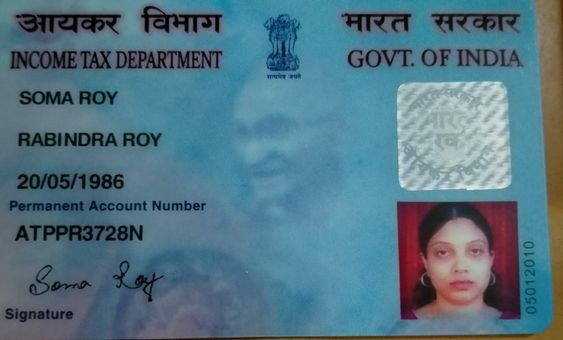 आयकर विभाग
INCOME TAX DEPARTMENT
भारत सरकार
GOVT. OF INDIA
सत्यमेव जयते
SOMA ROY
RABINDRA ROY
20/05/1986
Permanent Account Number
ATPPR3728N
Soma Roy
Signature
05012010